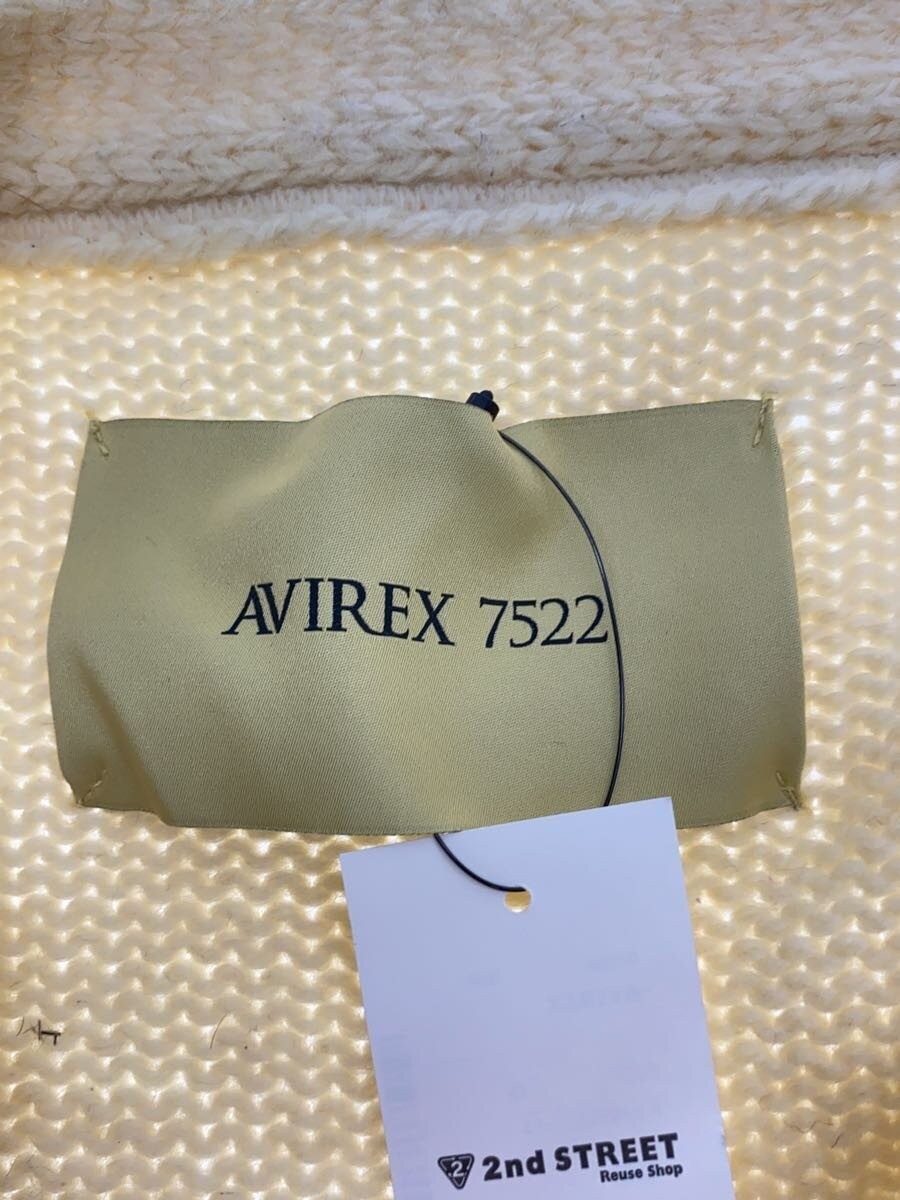 AVIREX 7522
2nd STREET
Reuse Shop